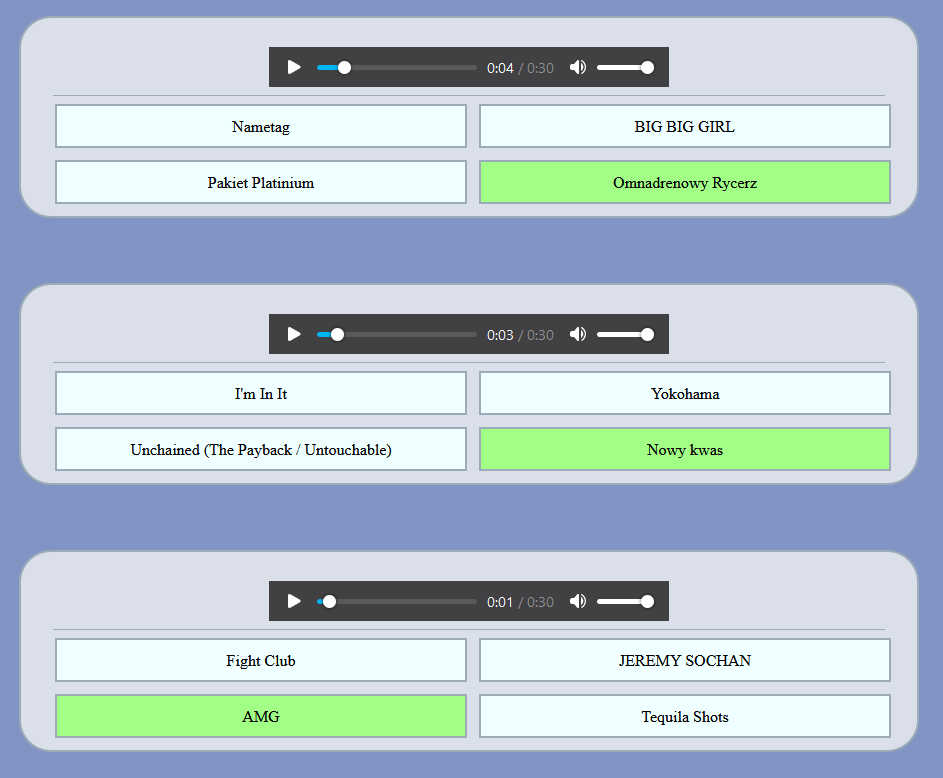 0:04 / 0:30
Nametag
BIG BIG GIRL
Pakiet Platinium
Omnadrenowy Rycerz
0:03 / 0:30
I'm In It
Yokohama
Unchained (The Payback / Untouchable)
Nowy kwas
0:01 / 0:30
Fight Club
JEREMY SOCHAN
AMG
Tequila Shots